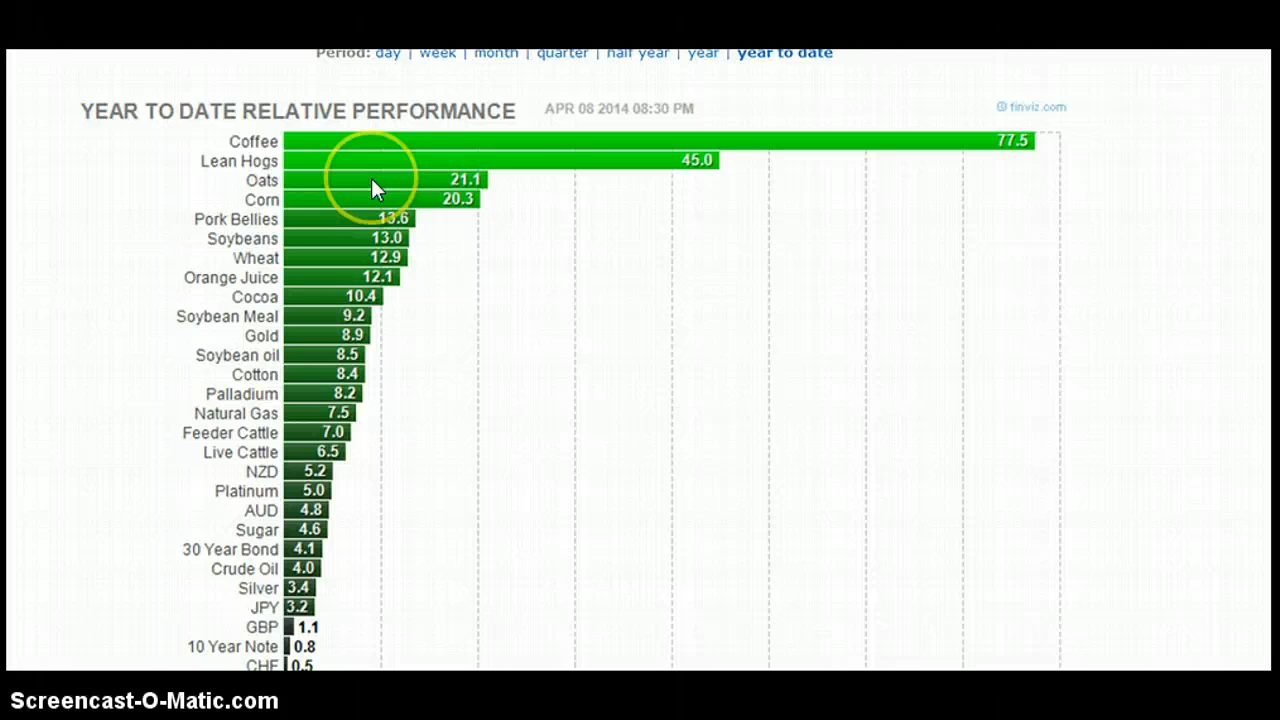 Period: day | week | month | quarter | half year | year | year to date
YEAR TO DATE RELATIVE PERFORMANCE APR 08 2014 08:30 PM finviz.com
Coffee 77.5
Lean Hogs 45.0
Oats 21.1
Corn 20.3
Pork Bellies 13.6
Soybeans 13.0
Wheat 12.9
Orange Juice 12.1
Cocoa 10.4
Soybean Meal 9.2
Gold 8.9
Soybean oil 8.5
Cotton 8.4
Palladium 8.2
Natural Gas 7.5
Feeder Cattle 7.0
Live Cattle 6.5
NZD 5.2
Platinum 5.0
AUD 4.8
Sugar 4.6
30 Year Bond 4.1
Crude Oil 4.0
Silver 3.4
JPY 3.2
GBP 1.1
10 Year Note 0.8
CHF 0.5
Screencast-O-Matic.com